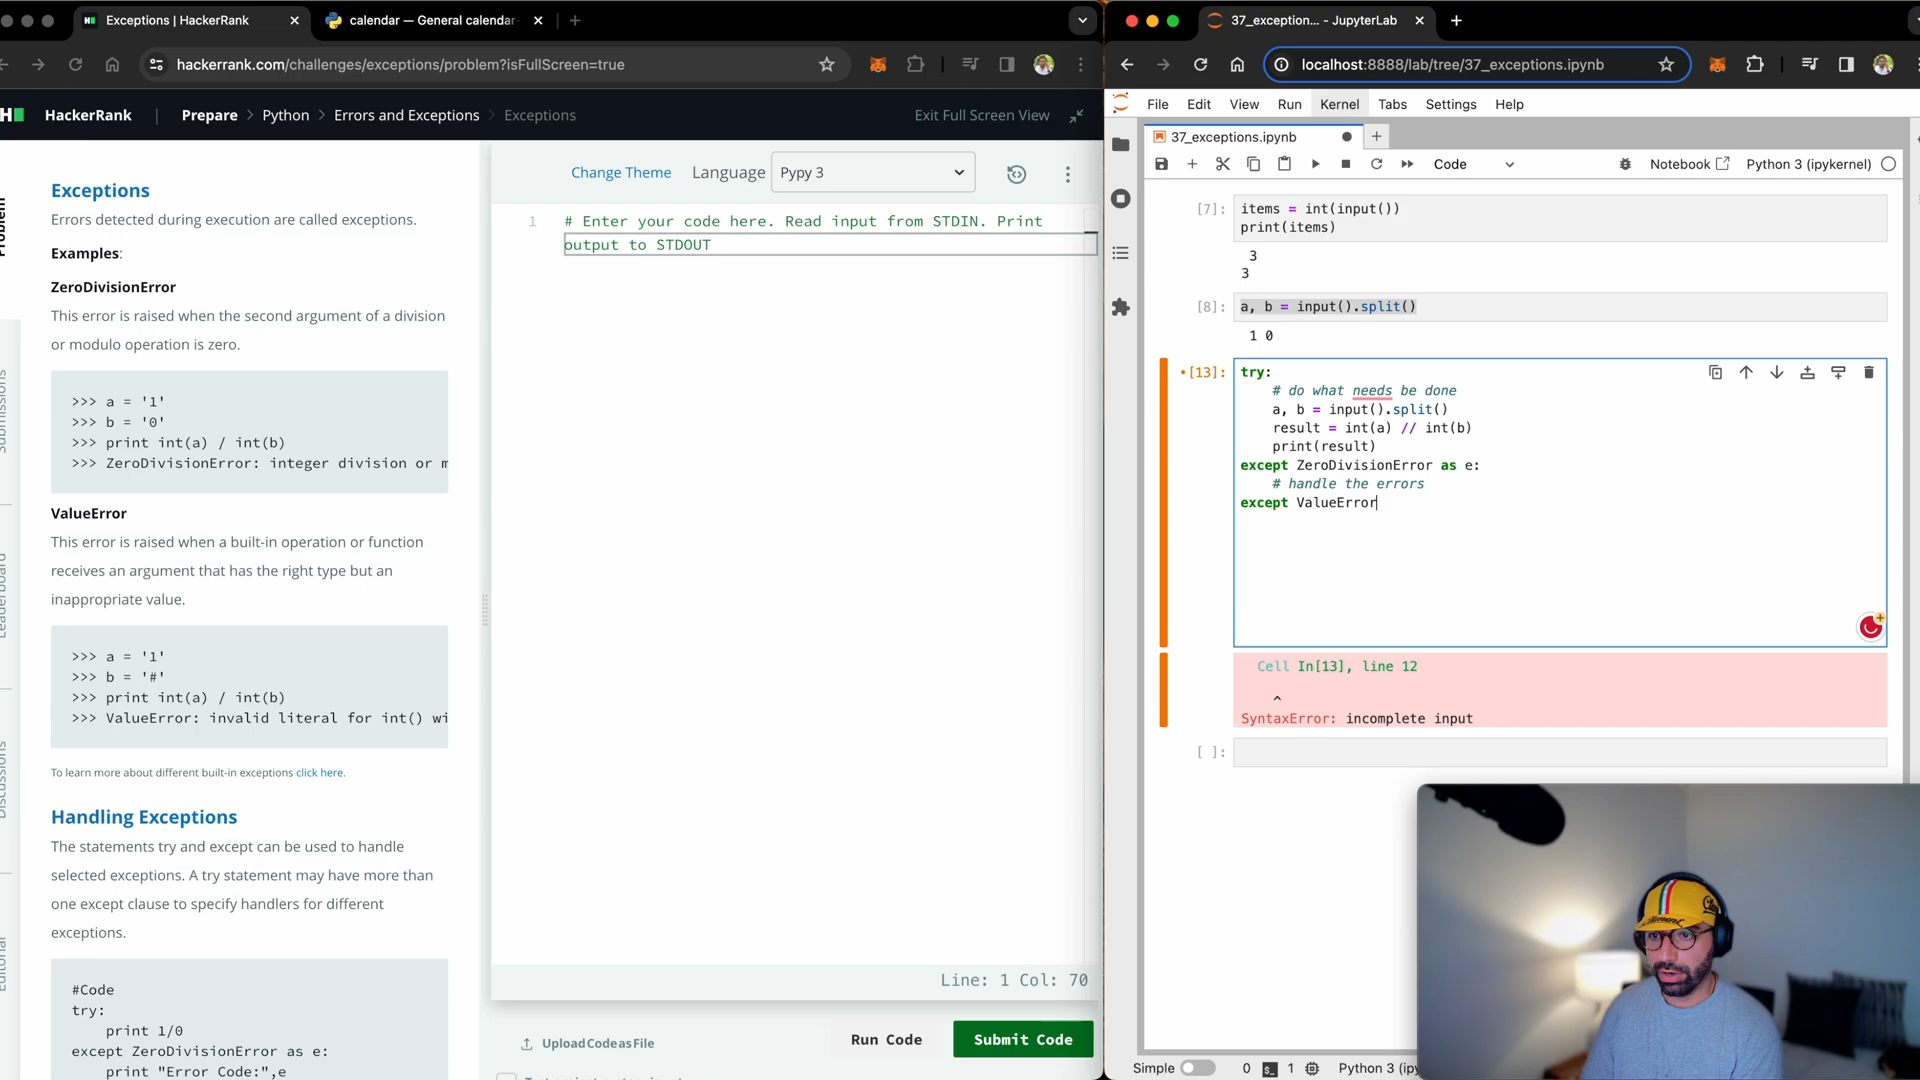 Exceptions | HackerRank
calendar — General calendar-
37_exception... - JupyterLab
hackerrank.com/challenges/exceptions/problem?isFullScreen=true
localhost:8888/lab/tree/37_exceptions.ipynb
HackerRank
Prepare > Python > Errors and Exceptions > Exceptions
Exit Full Screen View
Problem
Submissions
Leaderboard
Discussions
Editorial
Exceptions
Errors detected during execution are called exceptions.
Examples:
ZeroDivisionError
This error is raised when the second argument of a division
or modulo operation is zero.
>>> a = '1'
>>> b = '0'
>>> print int(a) / int(b)
>>> ZeroDivisionError: integer division or m
ValueError
This error is raised when a built-in operation or function
receives an argument that has the right type but an
inappropriate value.
>>> a = '1'
>>> b = '#'
>>> print int(a) / int(b)
>>> ValueError: invalid literal for int() wi
To learn more about different built-in exceptions click here.
Handling Exceptions
The statements try and except can be used to handle
selected exceptions. A try statement may have more than
one except clause to specify handlers for different
exceptions.
#Code
try:
print 1/0
except ZeroDivisionError as e:
print "Error Code:",e
Change Theme
Language
Pypy 3
1
# Enter your code here. Read input from STDIN. Print
output to STDOUT
Line: 1 Col: 70
Upload Code as File
Run Code
Submit Code
File Edit View Run Kernel Tabs Settings Help
37_exceptions.ipynb
Code
Notebook
Python 3 (ipykernel)
[7]:
items = int(input())
print(items)
3
3
[8]:
a, b = input().split()
1 0
[13]:
try:
# do what needs be done
a, b = input().split()
result = int(a) // int(b)
print(result)
except ZeroDivisionError as e:
# handle the errors
except ValueError
Cell In[13], line 12
^
SyntaxError: incomplete input
[ ]:
Simple
0
1
Python 3 (ipy